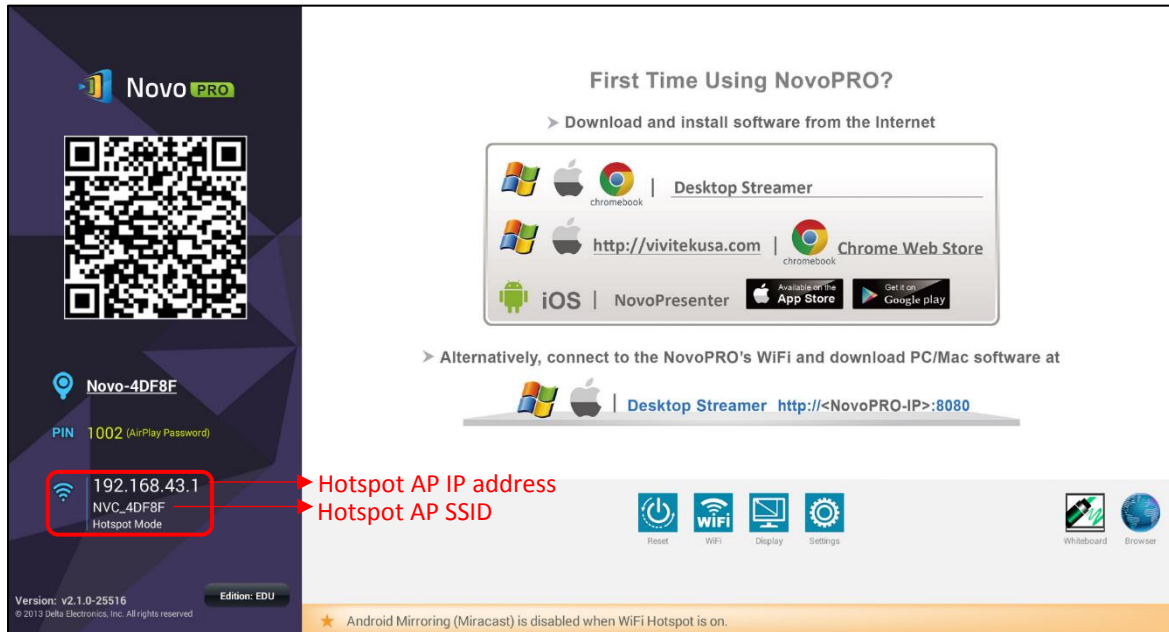 Novo PRO
Novo-4DF8F
PIN 1002 (AirPlay Password)
192.168.43.1
NVC_4DF8F
Hotspot Mode
Version: v2.1.0-25516
© 2013 Delta Electronics, Inc. All rights reserved
Edition: EDU
Hotspot AP IP address
Hotspot AP SSID
First Time Using NovoPRO?
➢ Download and install software from the Internet
chromebook | Desktop Streamer
http://vivitekusa.com | chromebook Chrome Web Store
iOS | NovoPresenter Available on the App Store Get it on Google play
➢ Alternatively, connect to the NovoPRO's WiFi and download PC/Mac software at
| Desktop Streamer http://<NovoPRO-IP>:8080
WiFi
Reset WiFi Display Settings Whiteboard Browser
★ Android Mirroring (Miracast) is disabled when WiFi Hotspot is on.